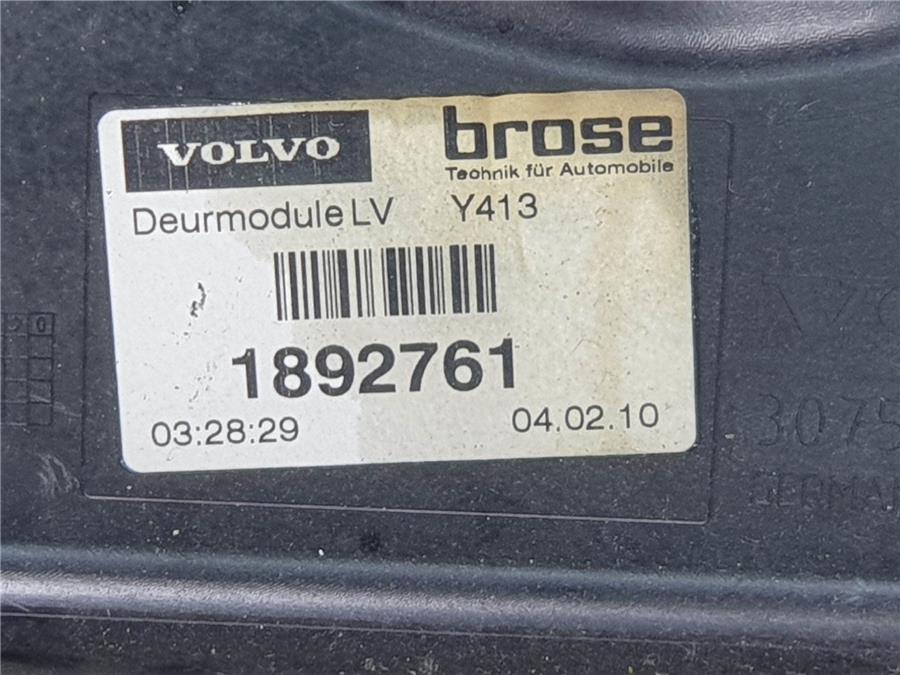 VOLVO
brose
Technik für Automobile
Deurmodule LV Y413
1892761
03:28:29 04.02.10